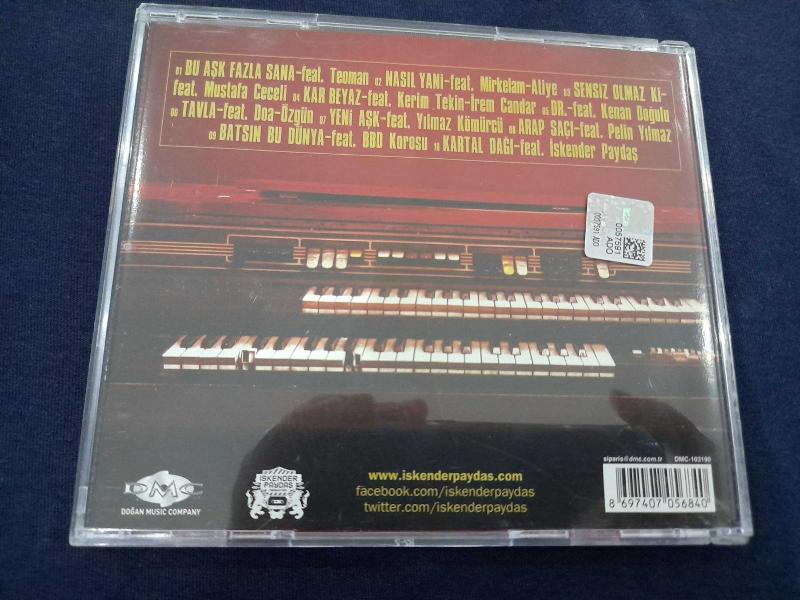 01 BU AŞK FAZLA SANA-feat. Teoman 02 NASIL YANİ-feat. Mirkelam-Atiye 03 SENSİZ OLMAZ Kİ-
feat. Mustafa Ceceli 04 KAR BEYAZ-feat. Kerim Tekin-İrem Candar 05 DR.-feat. Kenan Doğulu
06 TAVLA-feat. Doa-Özgün 07 YENİ AŞK-feat. Yılmaz Kömürcü 08 ARAP SAÇI-feat. Pelin Yılmaz
09 BATSIN BU DÜNYA-feat. BBD Korosu 10 KARTAL DAĞI-feat. İskender Paydaş
0057591
ADO
0057591 ADO
siparis@dmc.com.tr DMC-103190
www.iskenderpaydas.com
facebook.com/iskenderpaydas
twitter.com/iskenderpaydas
DMC
DOĞAN MUSIC COMPANY
İSKENDER
PAYDAŞ
8 697407 056840